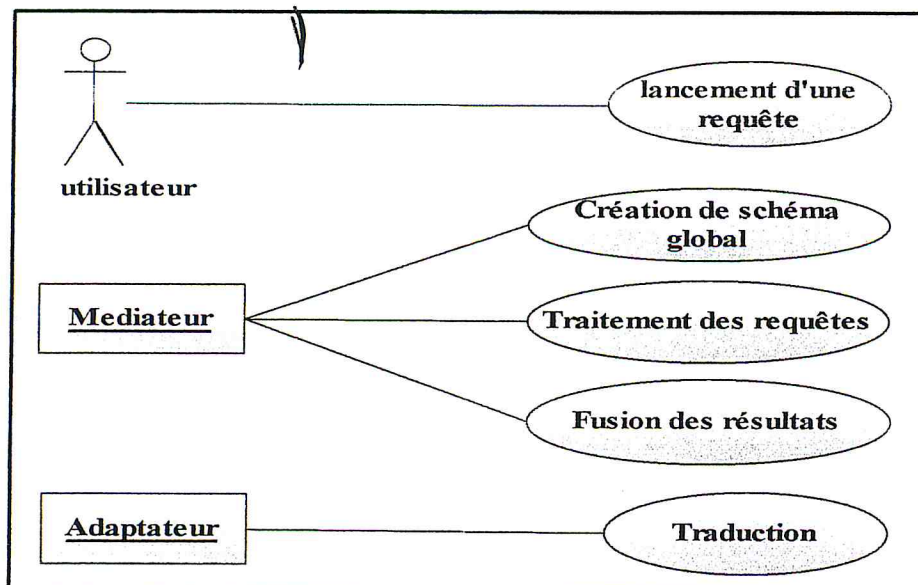 lancement d'une
requête
utilisateur
Création de schéma
global
Mediateur
Traitement des requêtes
Fusion des résultats
Adaptateur
Traduction